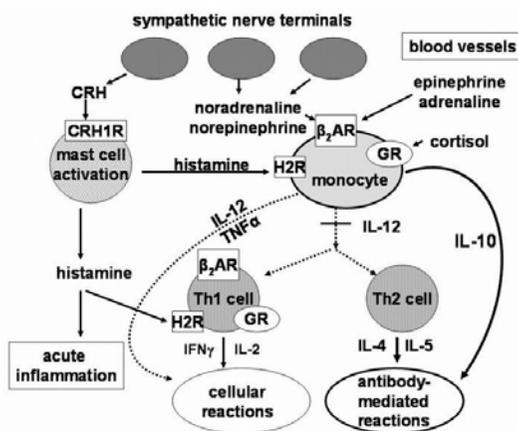 sympathetic nerve terminals
blood vessels
CRH
noradrenaline
norepinephrine
epinephrine
adrenaline
CRH1R
mast cell
activation
β₂AR
GR
cortisol
histamine
H2R
monocyte
IL-12
TNFα
IL-12
IL-10
β₂AR
histamine
Th1 cell
Th2 cell
H2R
GR
acute
inflammation
IFNγ
IL-2
IL-4
IL-5
cellular
reactions
antibody-
mediated
reactions